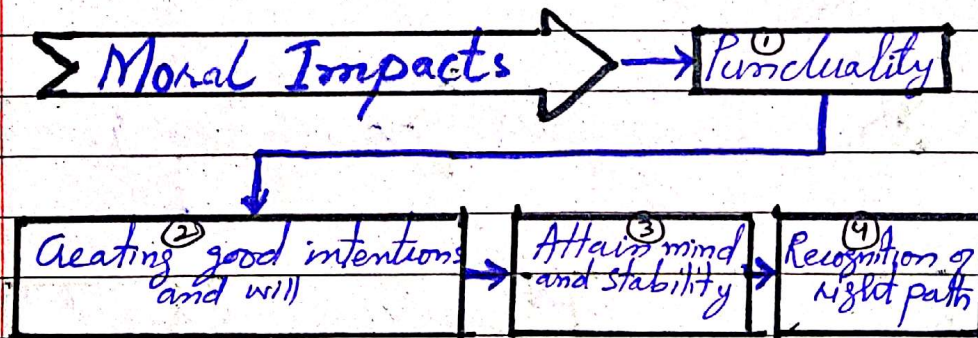 Moral Impacts
①
Punctuality
②
Creating good intentions
and will
③
Attain mind
and stability
④
Recognition of
right path